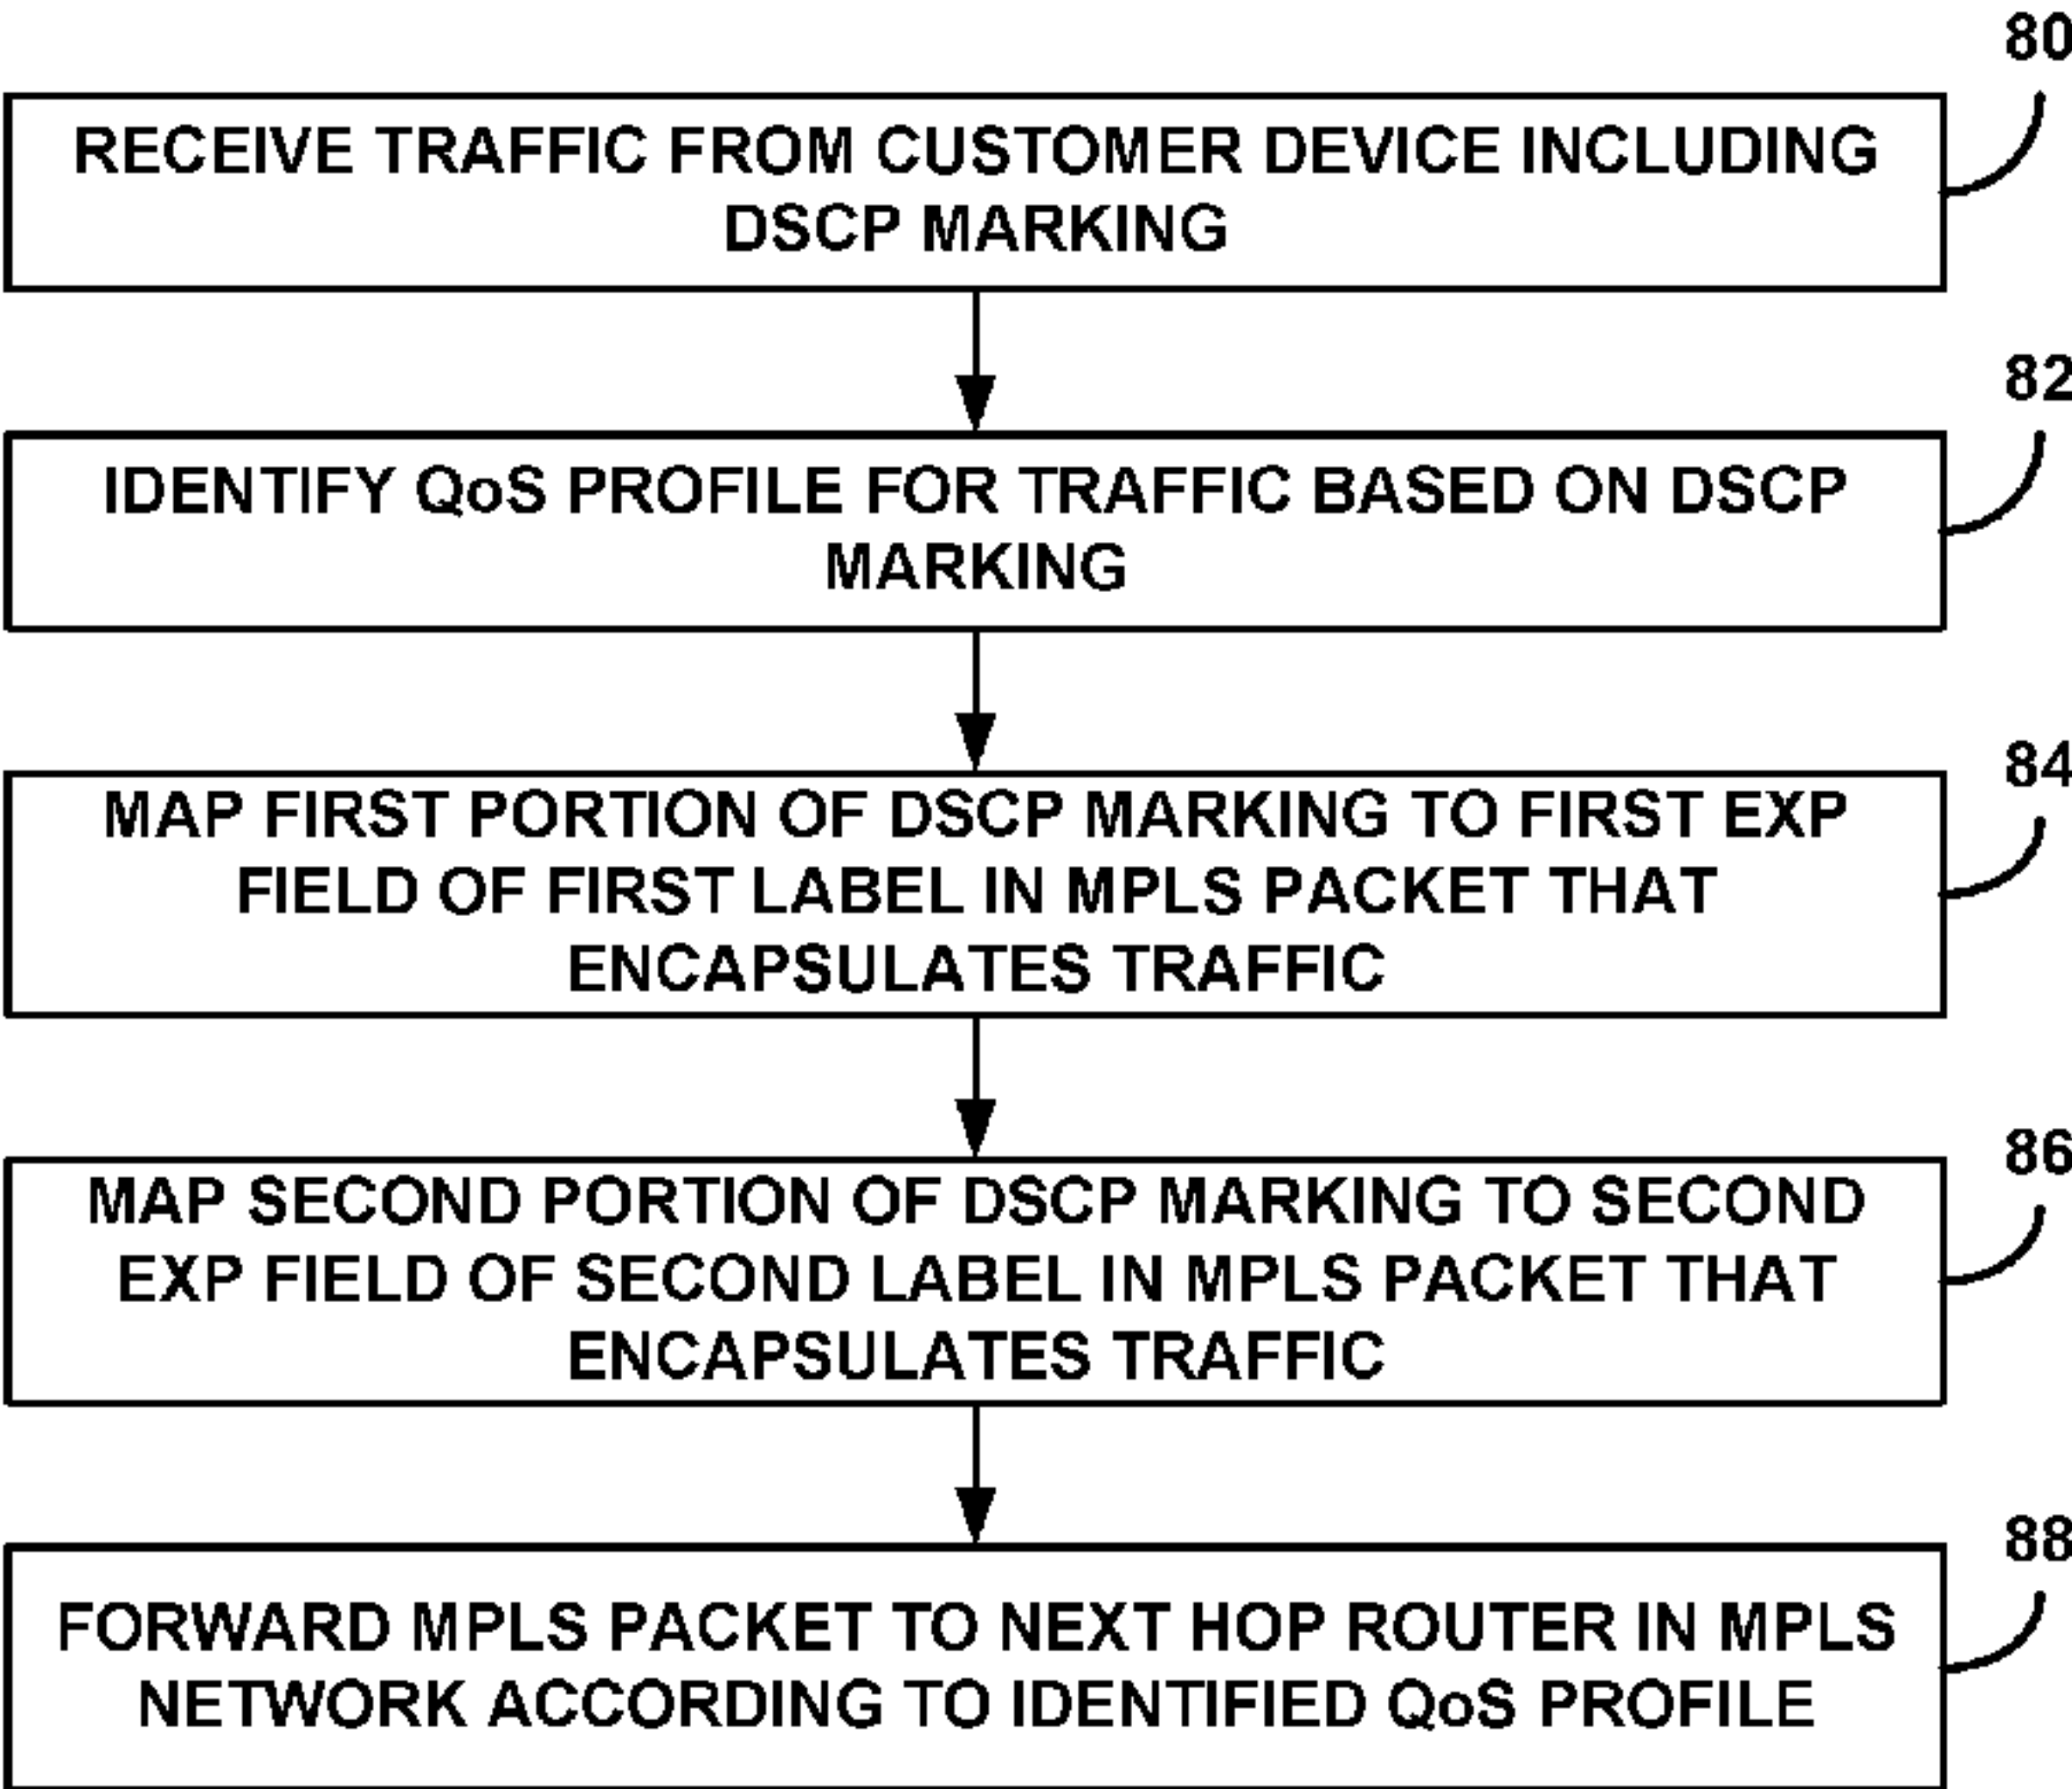 80
RECEIVE TRAFFIC FROM CUSTOMER DEVICE INCLUDING
DSCP MARKING
82
IDENTIFY QoS PROFILE FOR TRAFFIC BASED ON DSCP
MARKING
84
MAP FIRST PORTION OF DSCP MARKING TO FIRST EXP
FIELD OF FIRST LABEL IN MPLS PACKET THAT
ENCAPSULATES TRAFFIC
86
MAP SECOND PORTION OF DSCP MARKING TO SECOND
EXP FIELD OF SECOND LABEL IN MPLS PACKET THAT
ENCAPSULATES TRAFFIC
88
FORWARD MPLS PACKET TO NEXT HOP ROUTER IN MPLS
NETWORK ACCORDING TO IDENTIFIED QoS PROFILE